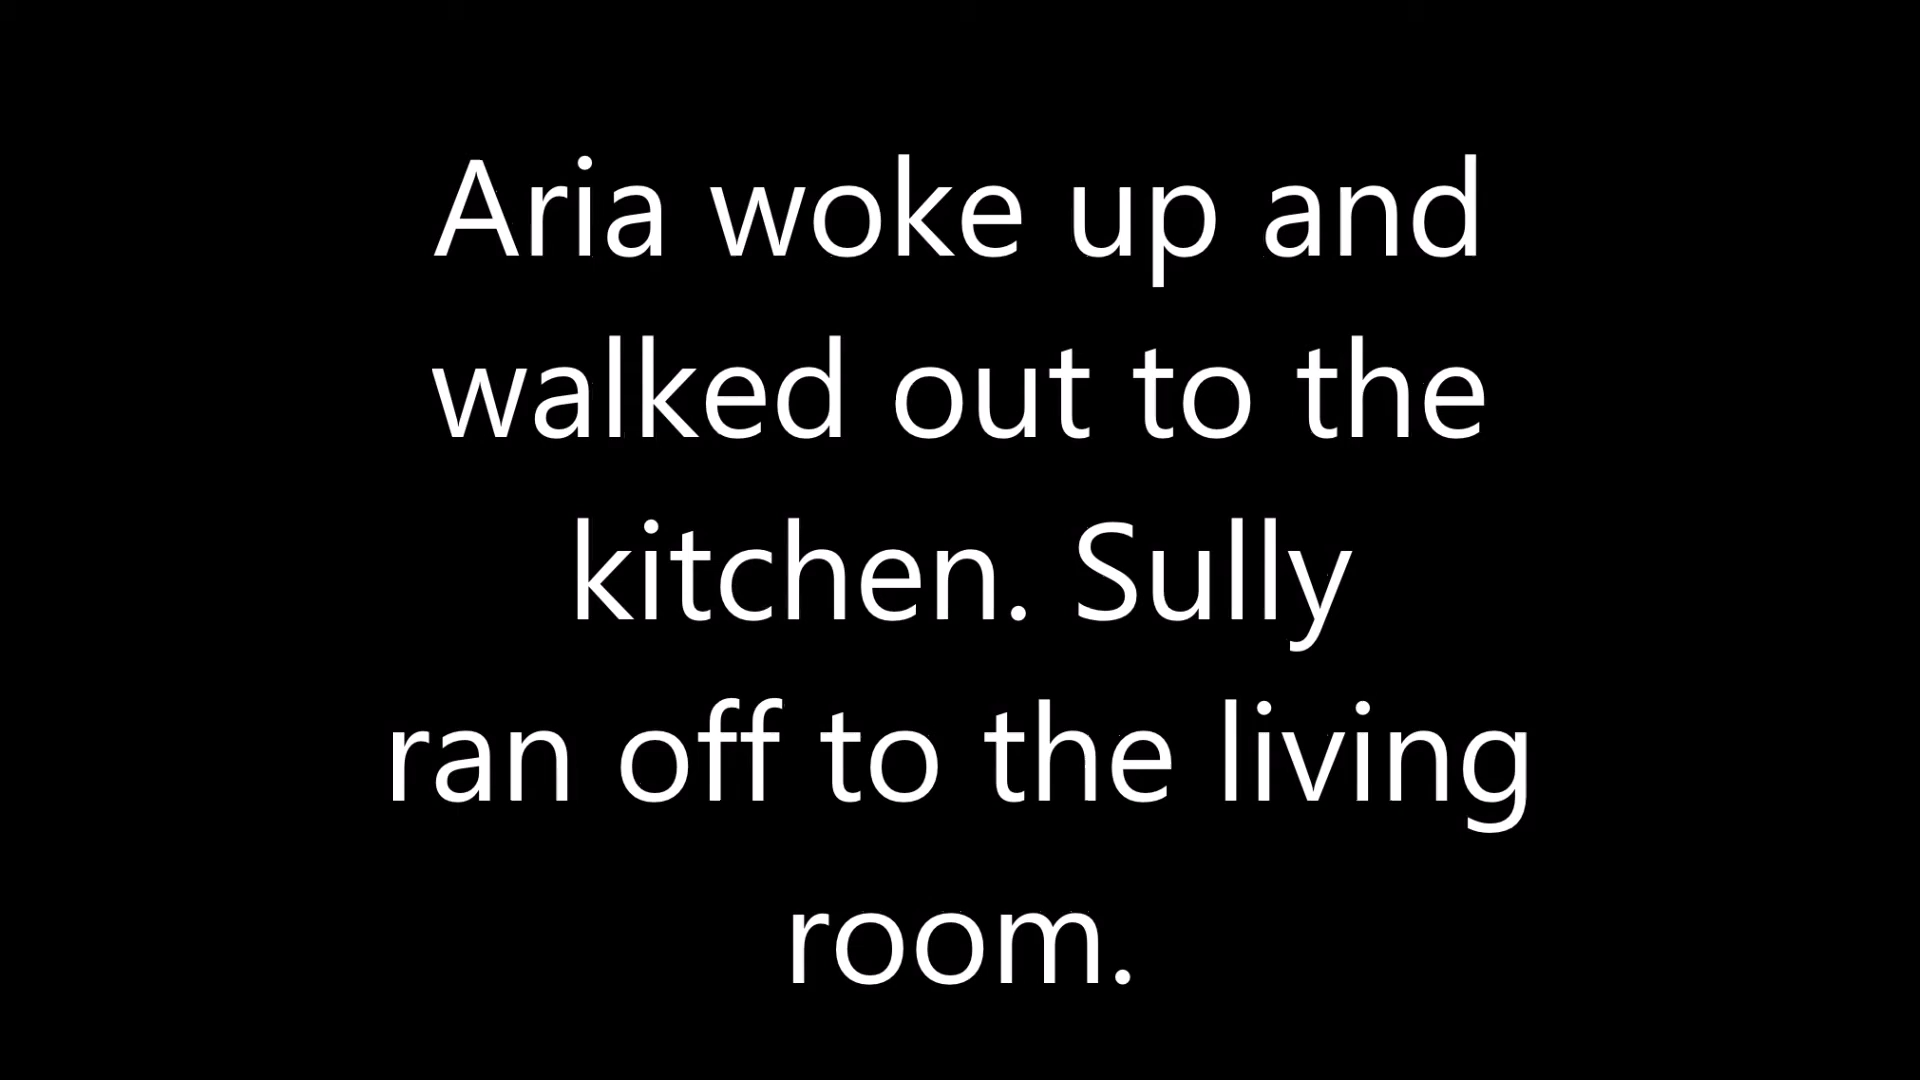 Aria woke up and
walked out to the
kitchen. Sully
ran off to the living
room.